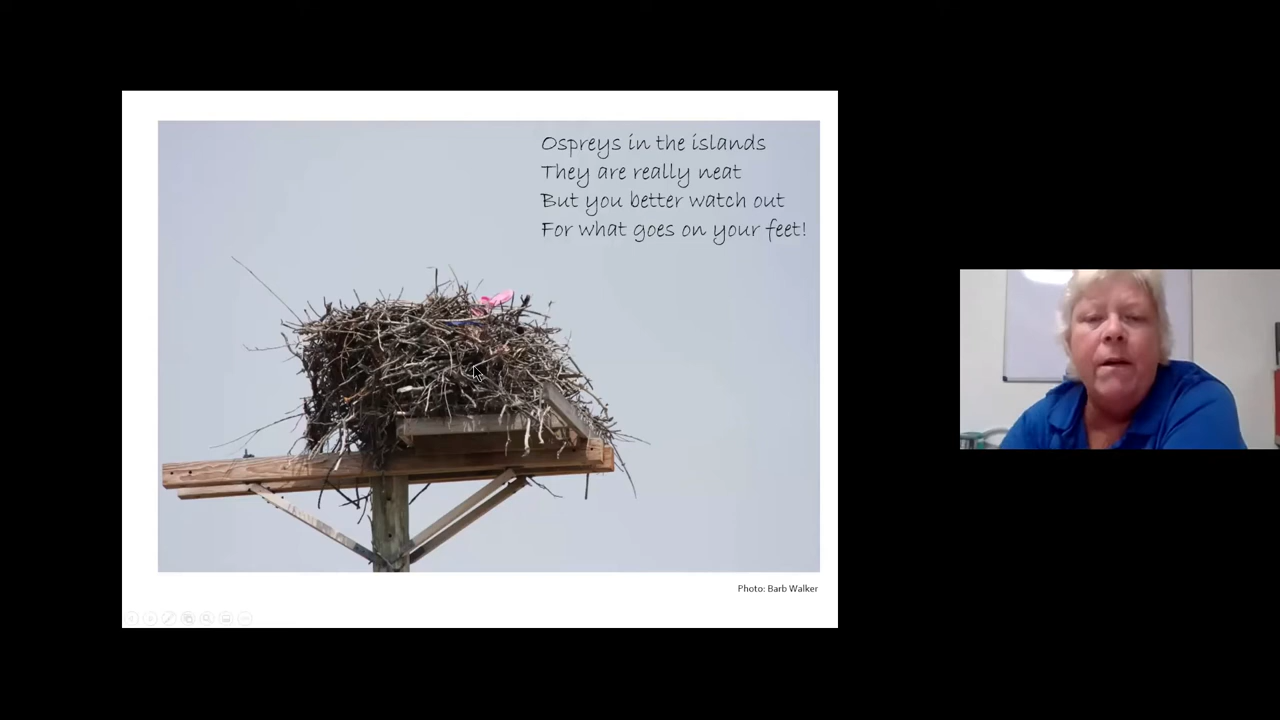 Ospreys in the islands
They are really neat
But you better watch out
For what goes on your feet!
Photo: Barb Walker